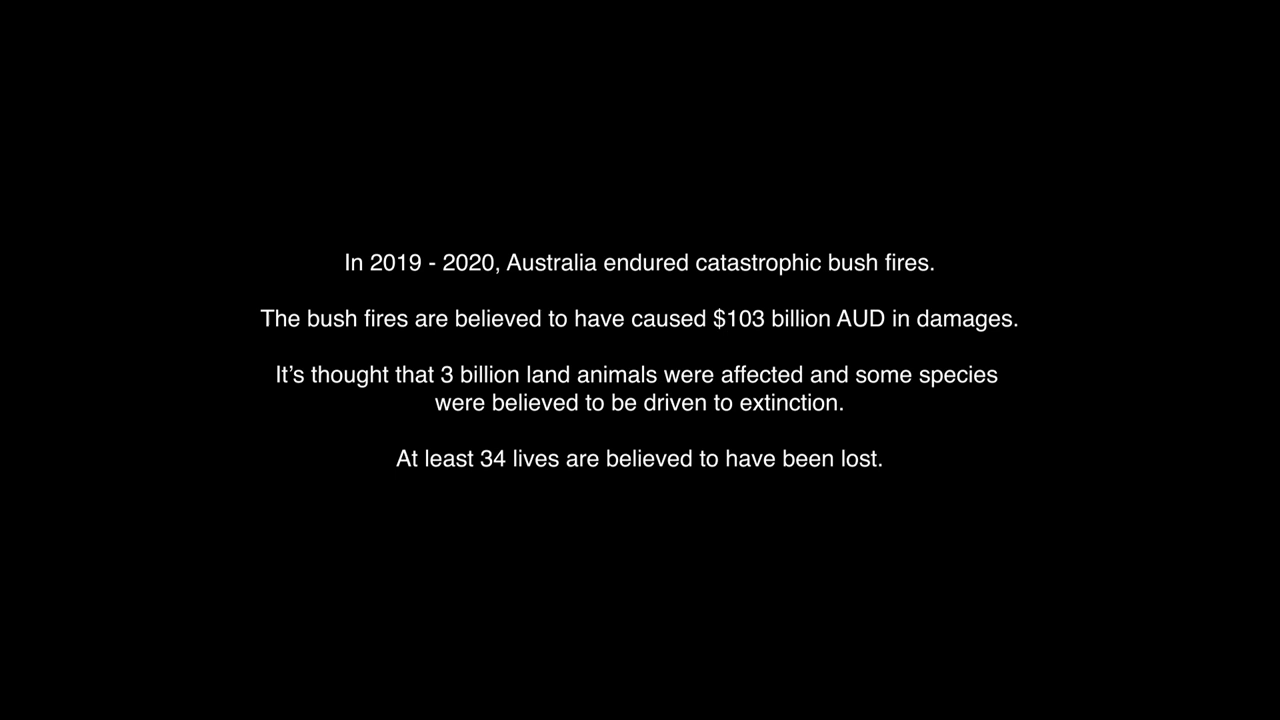 In 2019 - 2020, Australia endured catastrophic bush fires.
The bush fires are believed to have caused $103 billion AUD in damages.
It’s thought that 3 billion land animals were affected and some species
were believed to be driven to extinction.
At least 34 lives are believed to have been lost.